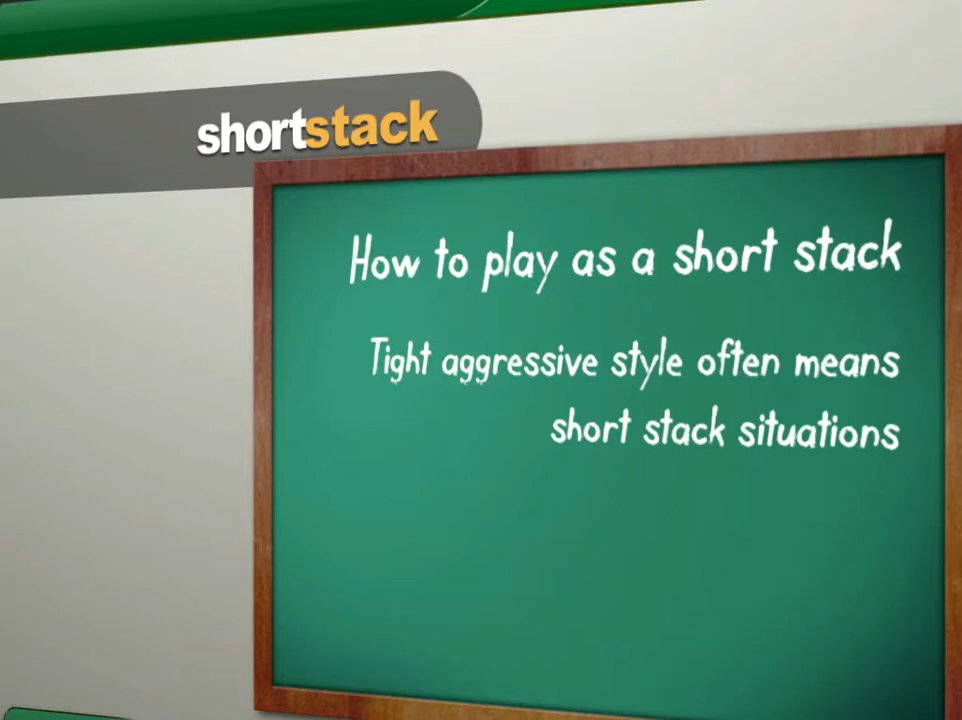 shortstack
How to play as a short stack
Tight aggressive style often means
short stack situations